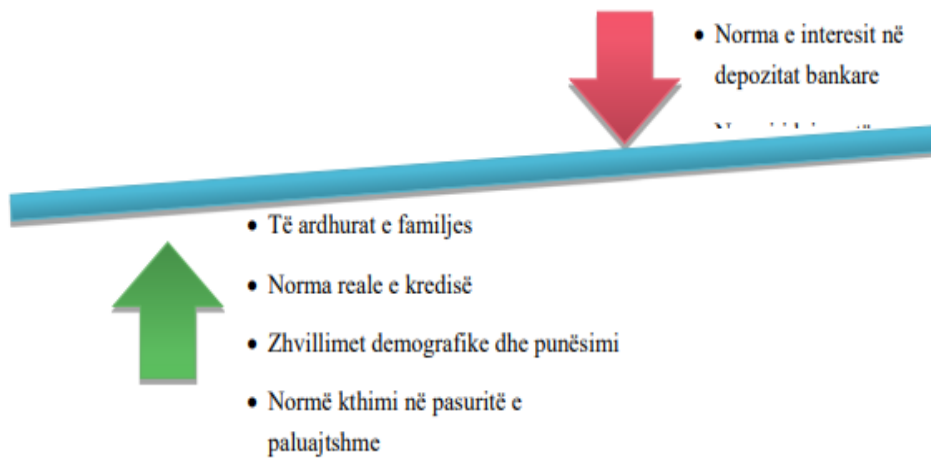 • Norma e interesit në
depozitat bankare
• Të ardhurat e familjes
• Norma reale e kredisë
• Zhvillimet demografike dhe punësimi
• Normë kthimi në pasuritë e
paluajtshme